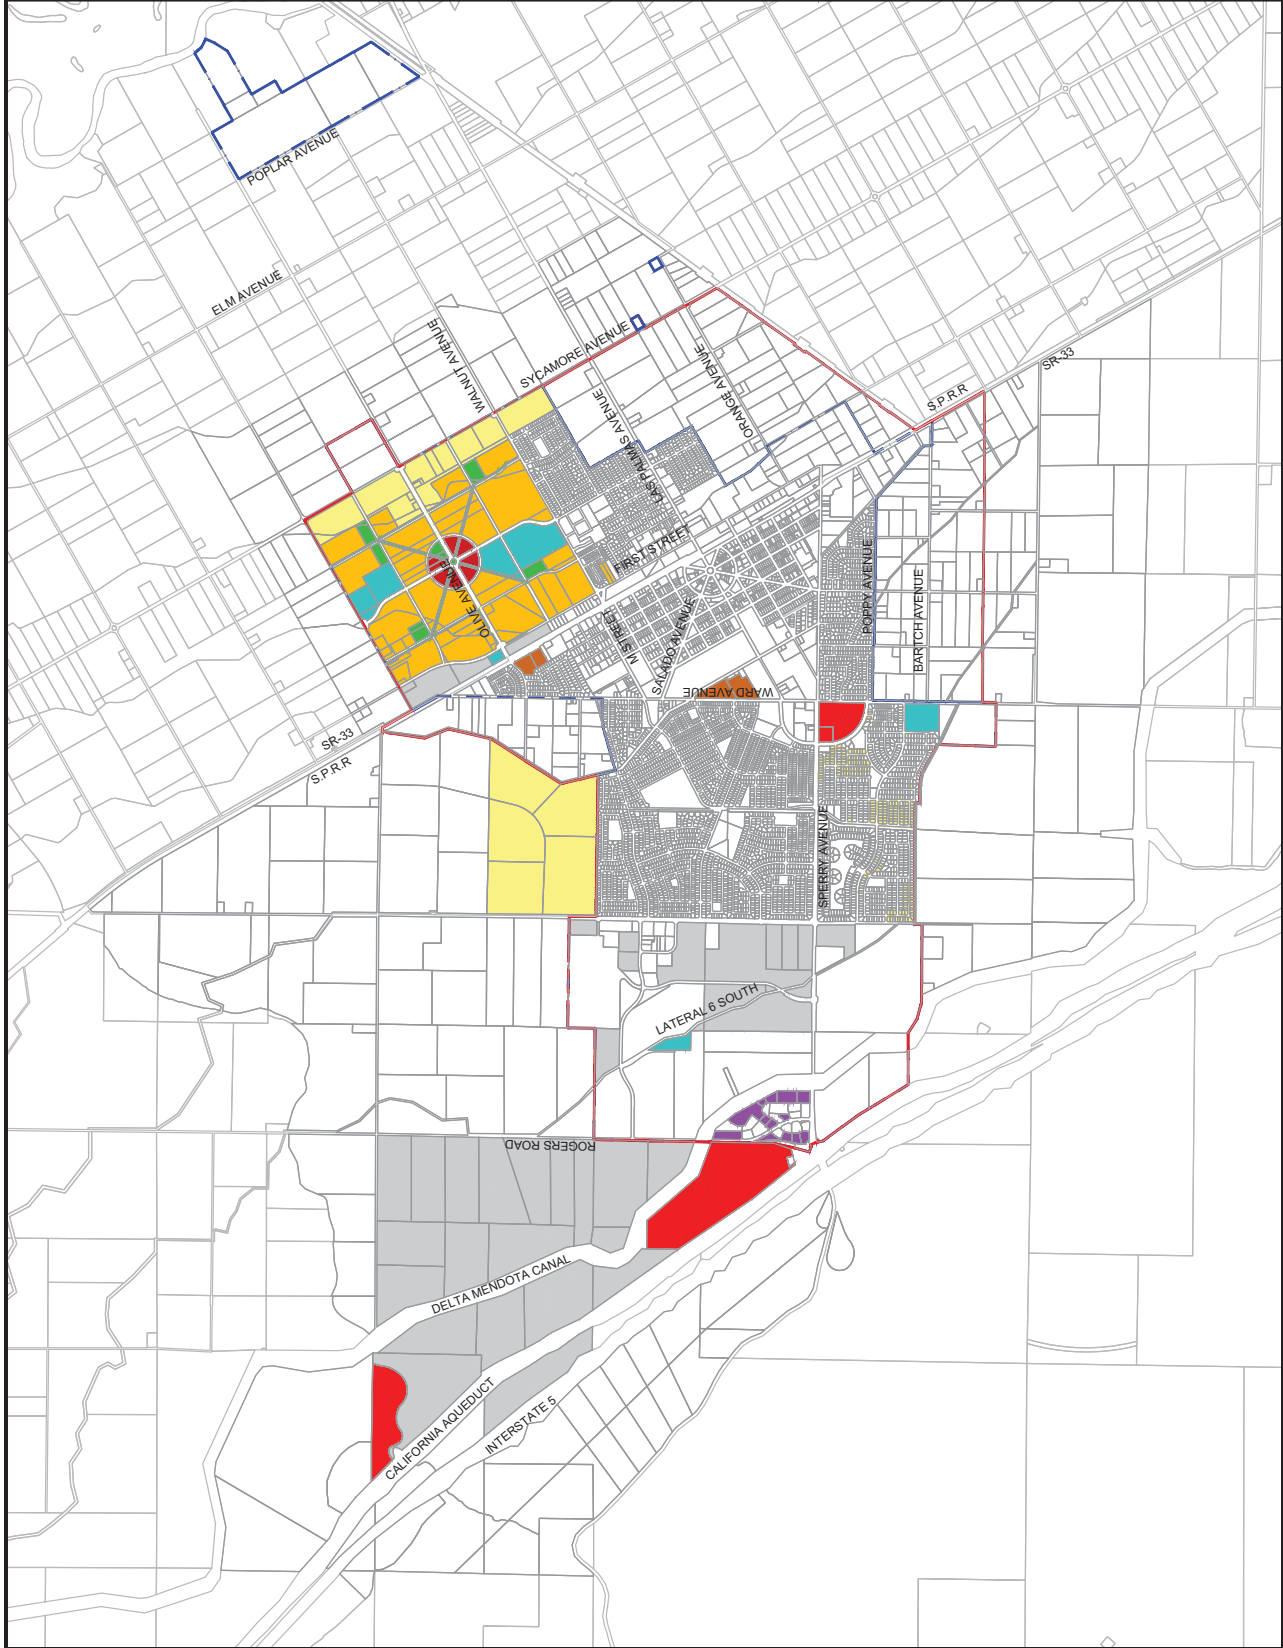 POPLAR AVENUE
ELM AVENUE
WALNUT AVENUE
SYCAMORE AVENUE
LAS PALMAS AVENUE
ORANGE AVENUE
SR-33
S.P.R.R
FIRST STREET
OLIVE AVENUE
M STREET
SALADO AVENUE
POPPY AVENUE
BARTCH AVENUE
WARD AVENUE
SR-33
S.P.R.R
SPERRY AVENUE
LATERAL 6 SOUTH
ROGERS ROAD
DELTA MENDOTA CANAL
CALIFORNIA AQUEDUCT
INTERSTATE 5